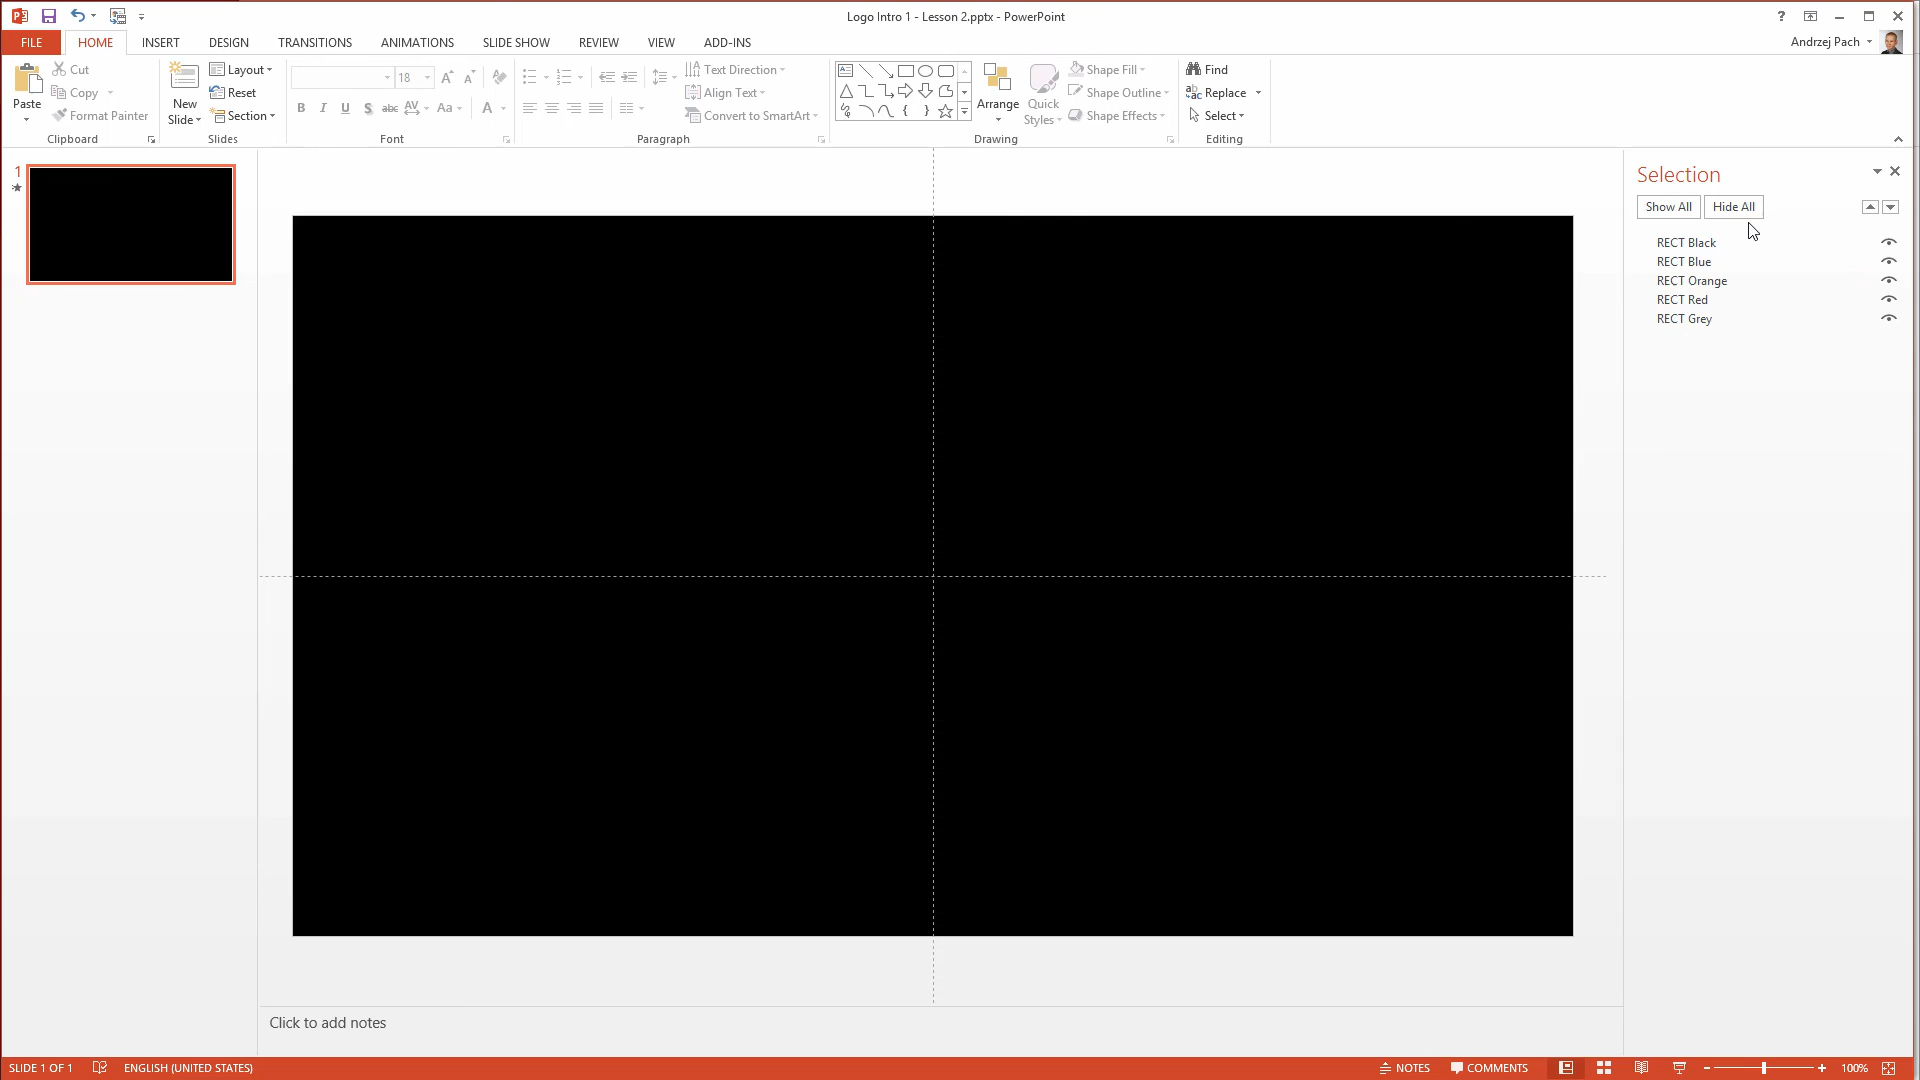 Logo Intro 1 - Lesson 2.pptx - PowerPoint
FILE
HOME
INSERT
DESIGN
TRANSITIONS
ANIMATIONS
SLIDE SHOW
REVIEW
VIEW
ADD-INS
Andrzej Pach
Paste
Cut
Copy
Format Painter
Clipboard
New
Slide
Layout
Reset
Section
Slides
18
B I U S abc AV Aa A
Font
Text Direction
Align Text
Convert to SmartArt
Paragraph
Arrange
Quick
Styles
Shape Fill
Shape Outline
Shape Effects
Drawing
Find
Replace
Select
Editing
1
Selection
Show All
Hide All
RECT Black
RECT Blue
RECT Orange
RECT Red
RECT Grey
Click to add notes
SLIDE 1 OF 1
ENGLISH (UNITED STATES)
NOTES
COMMENTS
100%